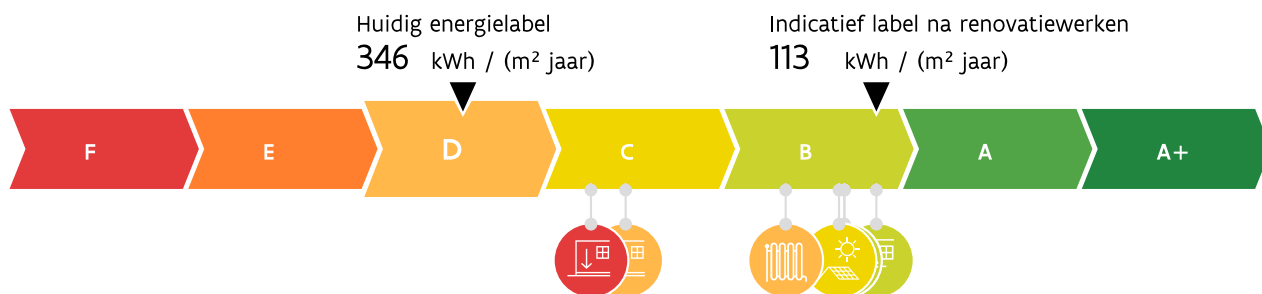 Huidig energielabel
346 kWh / (m² jaar)
Indicatief label na renovatiewerken
113 kWh / (m² jaar)
F E D C B A A+